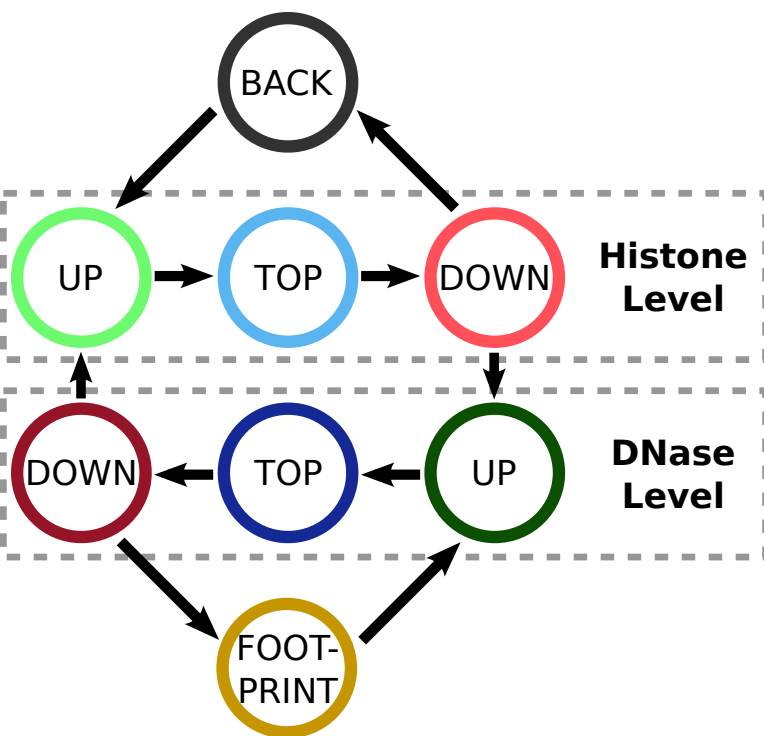 BACK
UP
TOP
DOWN
Histone
Level
DOWN
TOP
UP
DNase
Level
FOOT-
PRINT